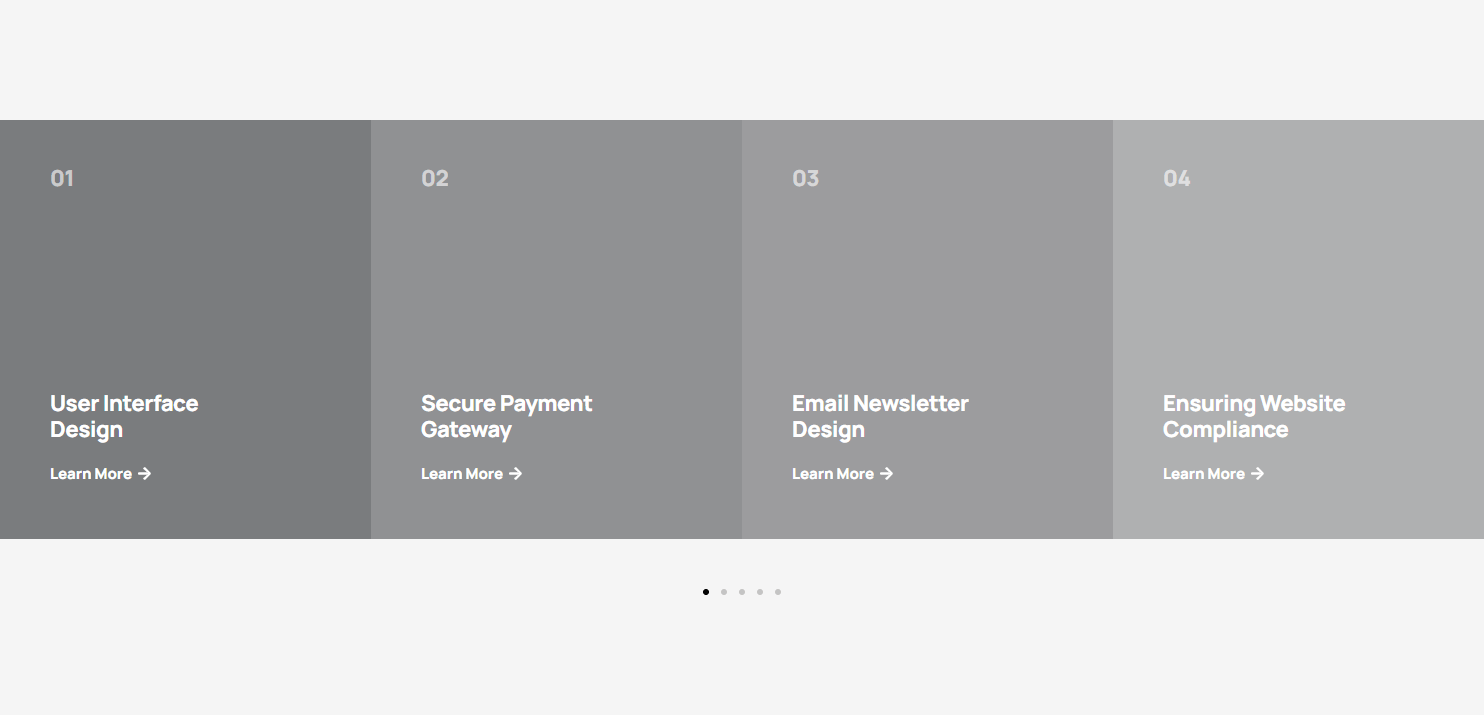 01
User Interface
Design
Learn More →
02
Secure Payment
Gateway
Learn More →
03
Email Newsletter
Design
Learn More →
04
Ensuring Website
Compliance
Learn More →